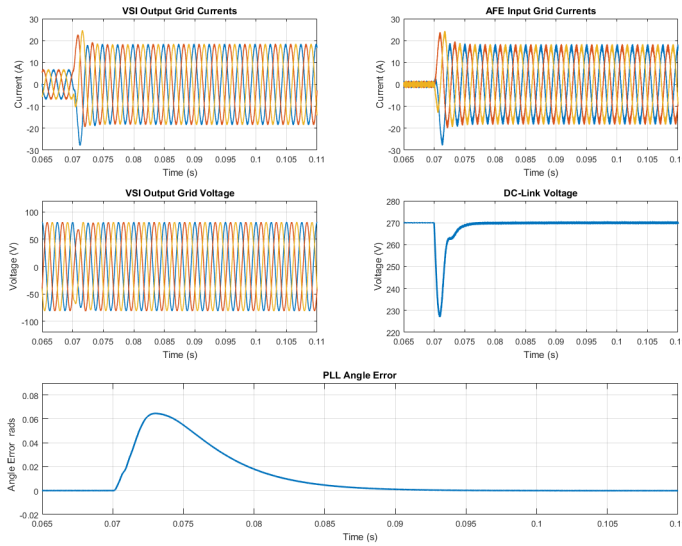 VSI Output Grid Currents
30
20
10
0
-10
-20
-30
Current (A)
0.065 0.07 0.075 0.08 0.085 0.09 0.095 0.1 0.105 0.11
Time (s)
AFE Input Grid Currents
30
20
10
0
-10
-20
-30
Current (A)
0.065 0.07 0.075 0.08 0.085 0.09 0.095 0.1 0.105 0.11
Time (s)
VSI Output Grid Voltage
100
50
0
-50
-100
Voltage (V)
0.065 0.07 0.075 0.08 0.085 0.09 0.095 0.1 0.105 0.11
Time (s)
DC-Link Voltage
280
270
260
250
240
230
220
Voltage (V)
0.065 0.07 0.075 0.08 0.085 0.09 0.095 0.1 0.105 0.11
Time (s)
PLL Angle Error
0.08
0.06
0.04
0.02
0
-0.02
Angle Error rads
0.065 0.07 0.075 0.08 0.085 0.09 0.095 0.1 0.105 0.11
Time (s)